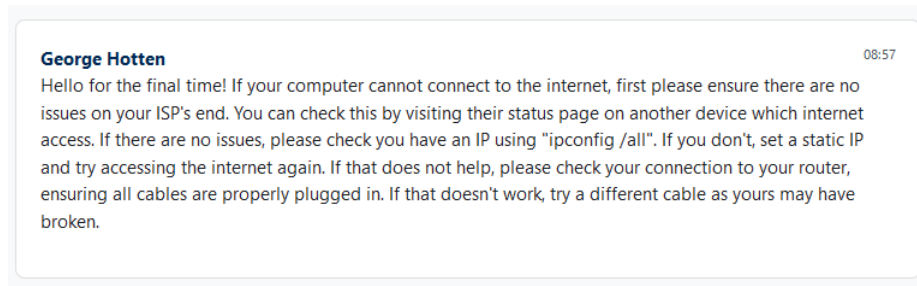 George Hotten
08:57
Hello for the final time! If your computer cannot connect to the internet, first please ensure there are no
issues on your ISP's end. You can check this by visiting their status page on another device which internet
access. If there are no issues, please check you have an IP using "ipconfig /all". If you don't, set a static IP
and try accessing the internet again. If that does not help, please check your connection to your router,
ensuring all cables are properly plugged in. If that doesn't work, try a different cable as yours may have
broken.